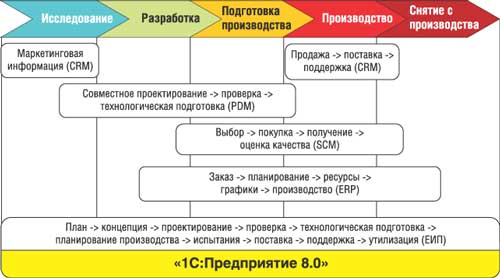 Исследование
Разработка
Подготовка
производства
Производство
Снятие с
производства
Маркетинговая
информация (CRM)
Продажа -> поставка ->
поддержка (CRM)
Совместное проектирование -> проверка ->
технологическая подготовка (PDM)
Выбор -> покупка -> получение ->
оценка качества (SCM)
Заказ -> планирование -> ресурсы ->
графики -> производство (ERP)
План -> концепция -> проектирование -> проверка -> технологическая подготовка ->
планирование производства -> испытания -> поставка -> поддержка -> утилизация (ЕИП)
«1С:Предприятие 8.0»